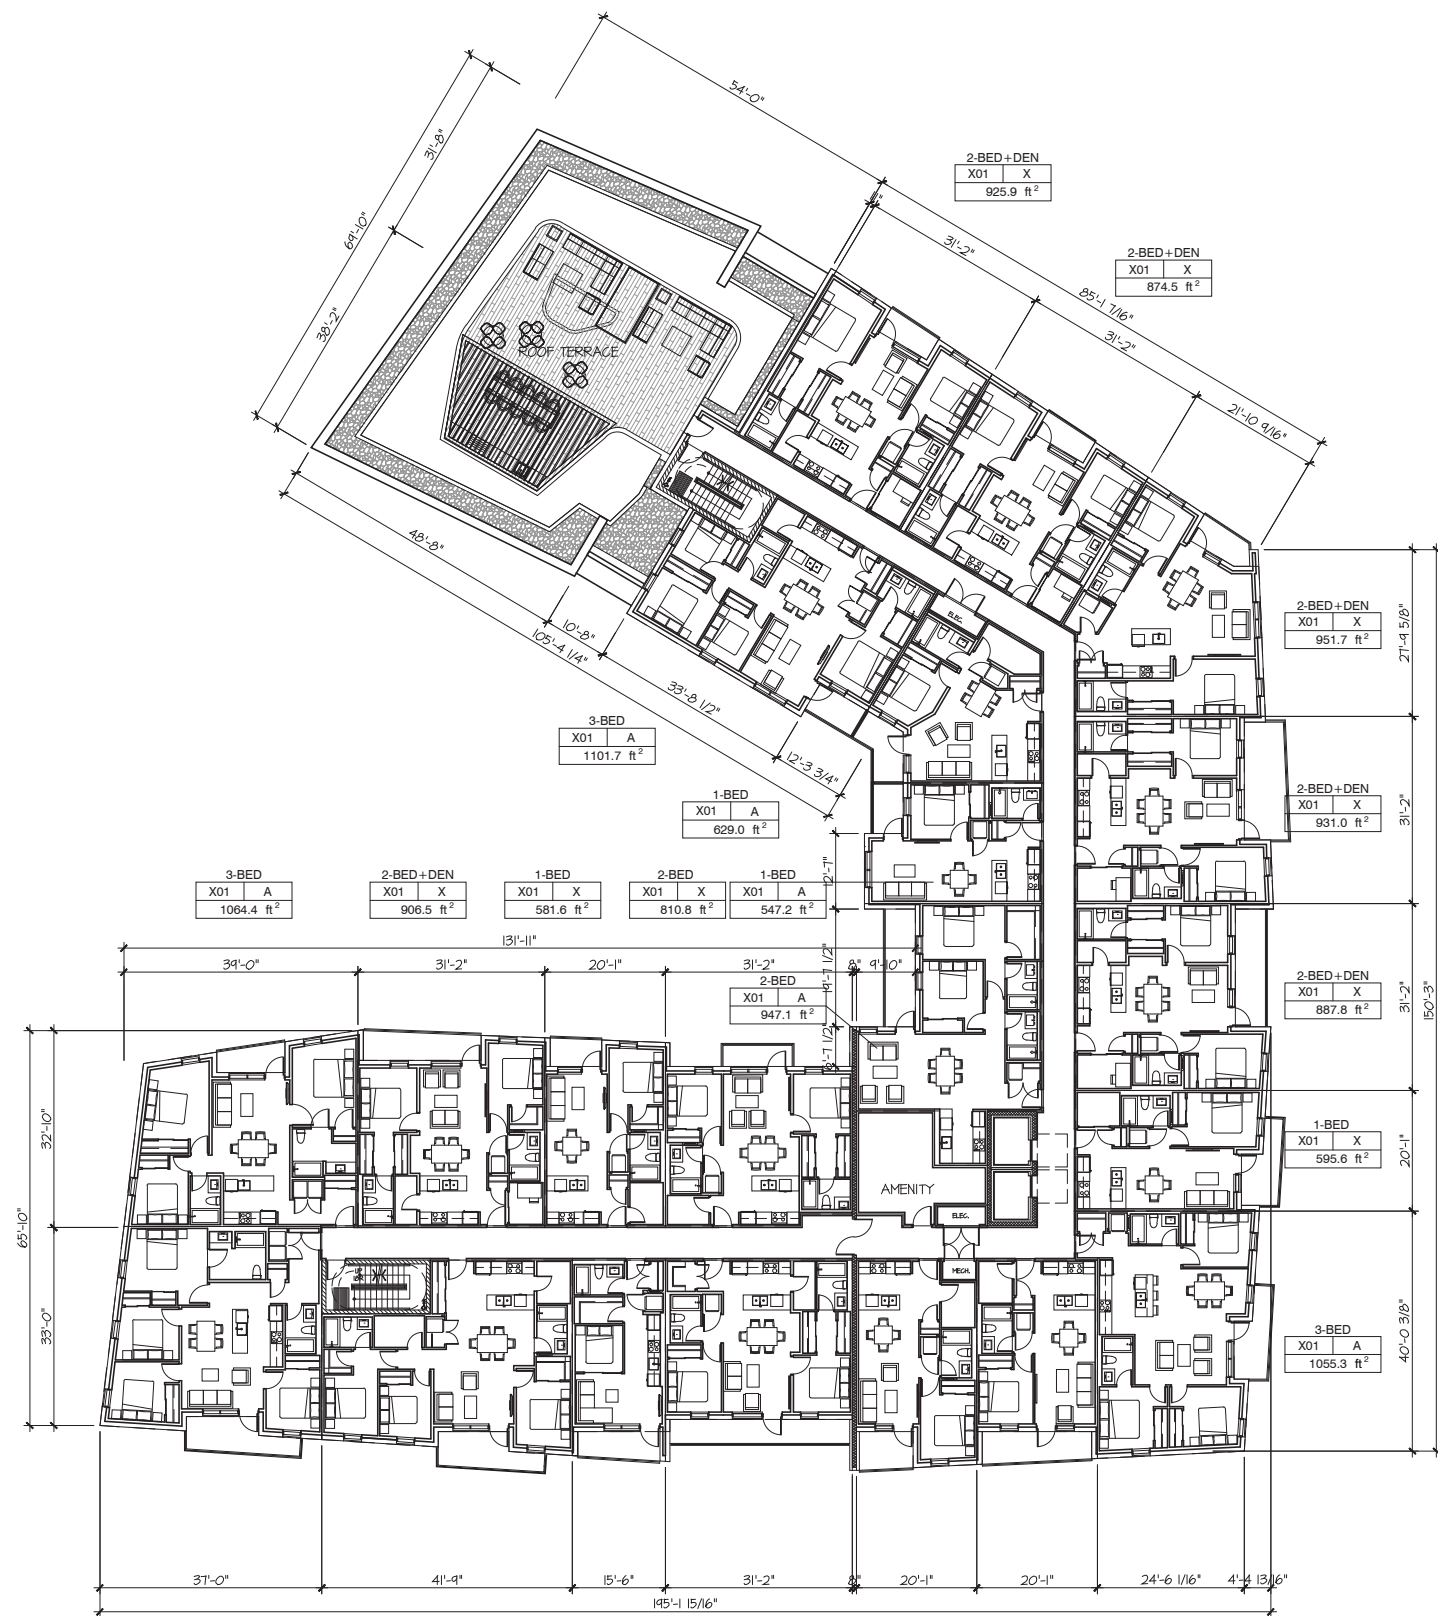 54'-0"
31'-8"
2-BED+DEN
X01 X
925.9 ft²
69'-10"
31'-2"
2-BED+DEN
X01 X
874.5 ft²
85'-1 7/16"
38'-2"
31'-2"
ROOF TERRACE
21'-10 9/16"
48'-8"
10'-8"
105'-4 1/4"
ELEC.
2-BED+DEN
X01 X
951.7 ft²
27'-9 5/8"
33'-8 1/2"
3-BED
X01 A
1101.7 ft²
12'-3 3/4"
1-BED
X01 A
629.0 ft²
2-BED+DEN
X01 X
931.0 ft²
31'-2"
12'-7"
3-BED
X01 A
1064.4 ft²
2-BED+DEN
X01 X
906.5 ft²
1-BED
X01 X
581.6 ft²
2-BED
X01 X
810.8 ft²
1-BED
X01 A
547.2 ft²
131'-11"
39'-0"
31'-2"
20'-1"
31'-2"
8"
9'-10"
19'-7 1/2"
2-BED
X01 A
947.1 ft²
2-BED+DEN
X01 X
887.8 ft²
31'-2"
150'-3"
32'-10"
65'-10"
1-BED
X01 X
595.6 ft²
20'-1"
AMENITY
ELEC.
MECH.
UP
33'-0"
3-BED
X01 A
1055.3 ft²
40'-0 3/8"
37'-0"
41'-9"
15'-6"
31'-2"
8"
20'-1"
20'-1"
24'-6 1/16"
4'-4 13/16"
195'-1 15/16"